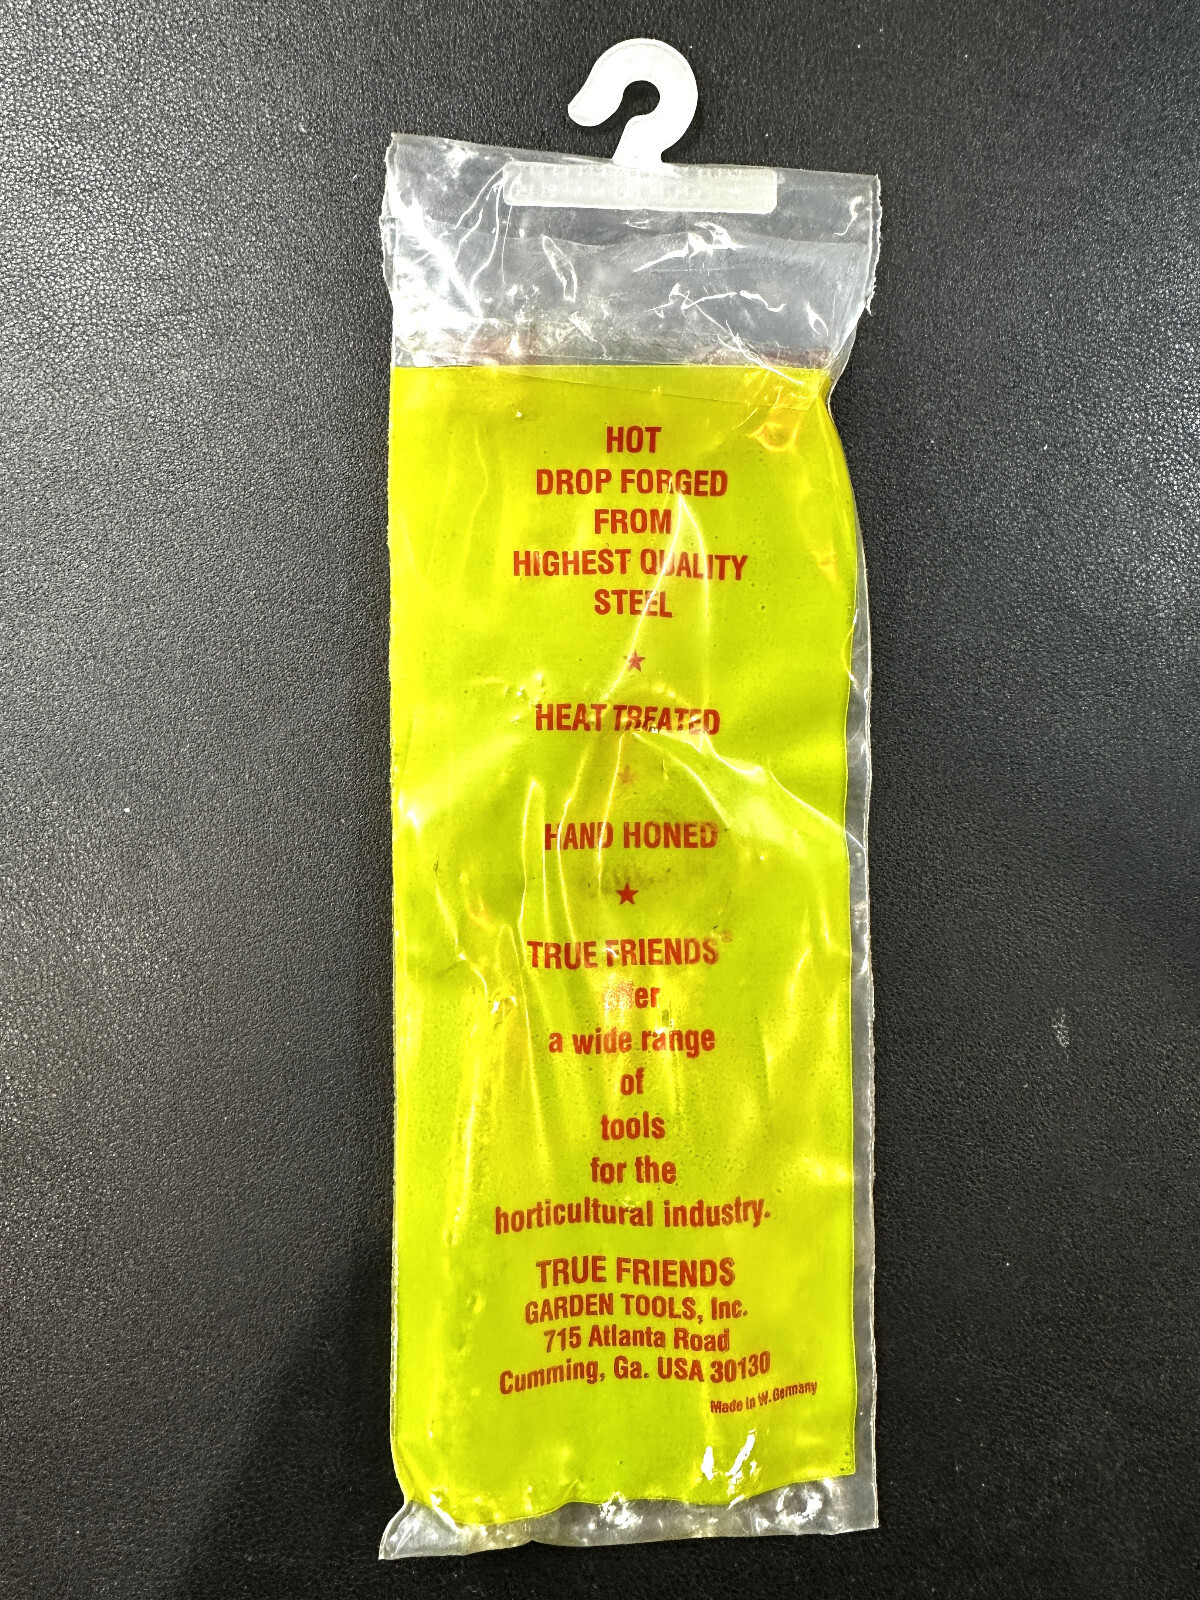 HOT
DROP FORGED
FROM
HIGHEST QUALITY
STEEL
★
HEAT TREATED
★
HAND HONED
★
TRUE FRIENDS®
a wide range
of
tools
for the
horticultural industry.
TRUE FRIENDS
GARDEN TOOLS, Inc.
715 Atlanta Road
Cumming, Ga. USA 30130
Made in W. Germany